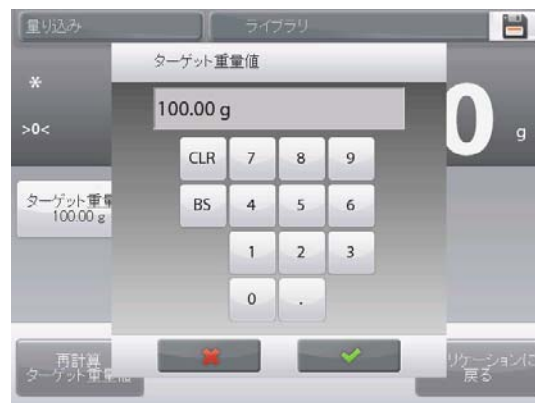 量り込み
ライブラリ
ターゲット重量値
*
>0<
100.00 g
0
g
CLR 7 8 9
ターゲット重量
100.00 g
BS 4 5 6
1 2 3
0 .
再計算
ターゲット重量値
リケーションに
戻る